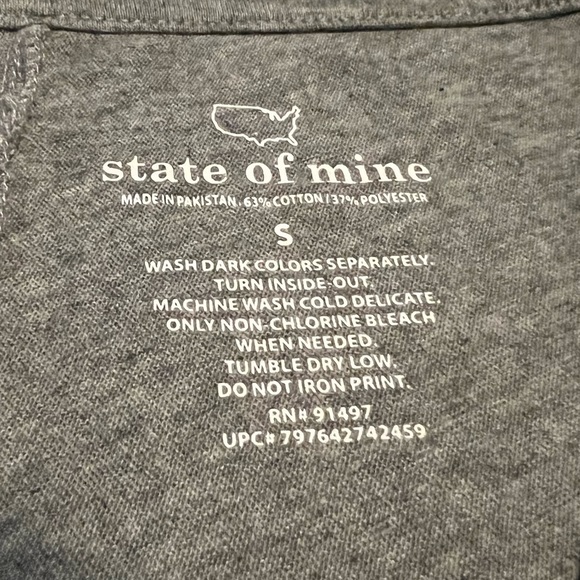 state of mine
MADE IN PAKISTAN. 63% COTTON / 37% POLYESTER
S
WASH DARK COLORS SEPARATELY.
TURN INSIDE-OUT.
MACHINE WASH COLD DELICATE.
ONLY NON-CHLORINE BLEACH
WHEN NEEDED.
TUMBLE DRY LOW.
DO NOT IRON PRINT.
RN# 91497
UPC# 797642742459